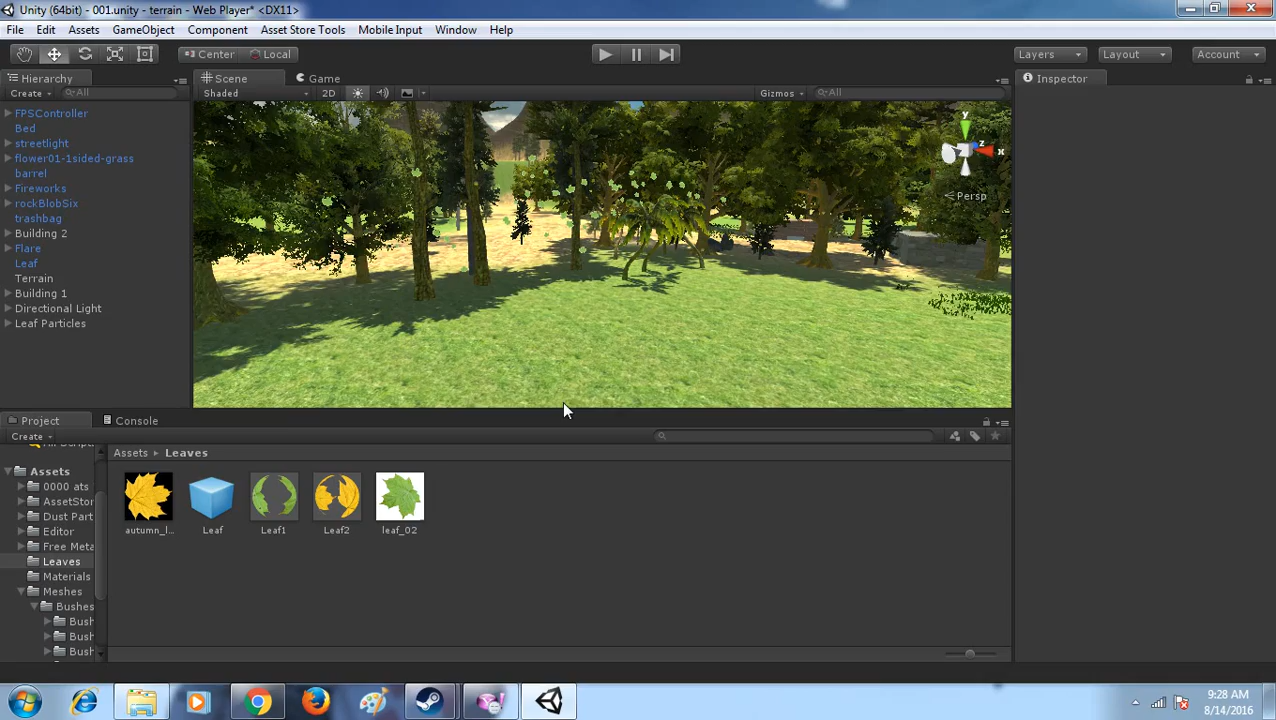 Unity (64bit) - 001.unity - terrain - Web Player* <DX11>
File Edit Assets GameObject Component Asset Store Tools Mobile Input Window Help
Center Local Layers Layout Account
Hierarchy Scene Game Inspector
Create All Shaded 2D Gizmos All
FPSController
Bed
streetlight
flower01-1sided-grass
barrel
Fireworks
rockBlobSix
trashbag
Building 2
Flare
Leaf
Terrain
Building 1
Directional Light
Leaf Particles
y
z
x
Persp
Project Console
Create
Assets Leaves
Assets
0000 ats
AssetStor
Dust Part
Editor
Free Meta
Leaves
Materials
Meshes
Bushes
Bush
Bush
Bush
autumn_l... Leaf Leaf1 Leaf2 leaf_02
9:28 AM
8/14/2016